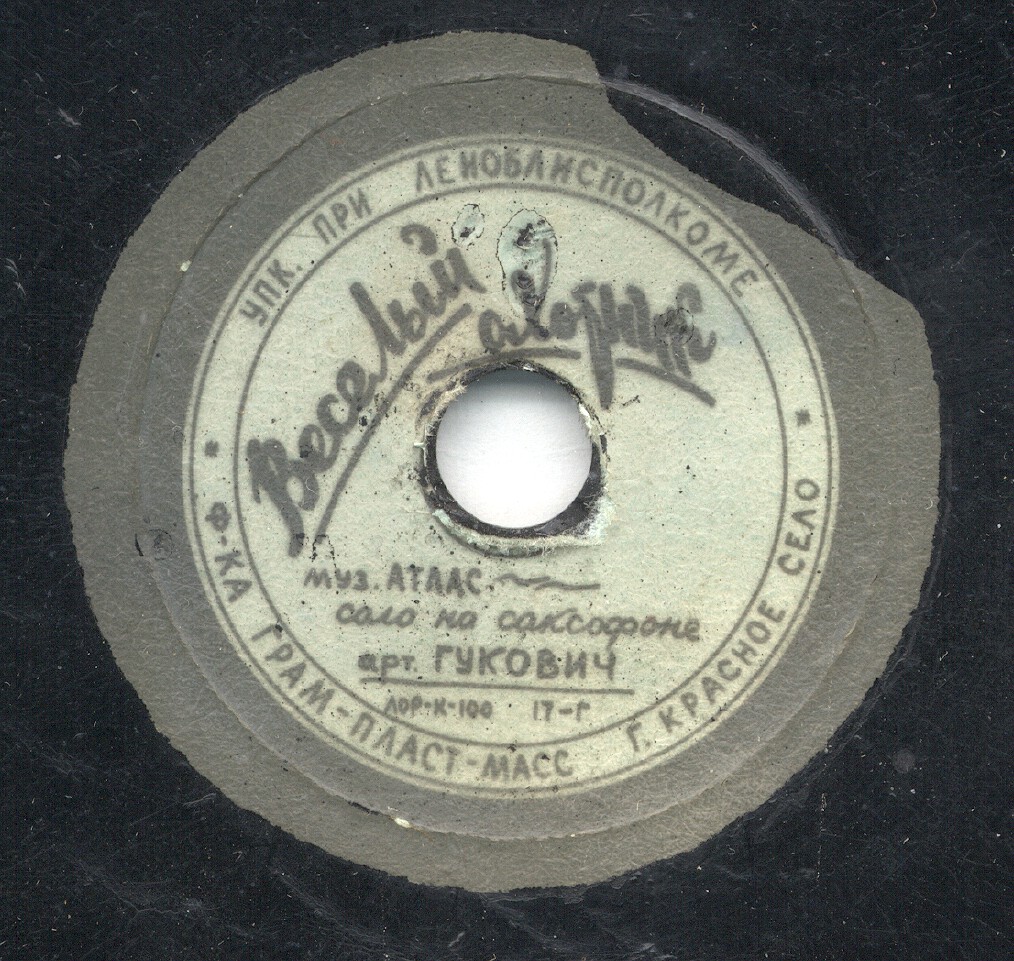 УПК. ПРИ ЛЕНОБЛИСПОЛКОМЕ
Веселый
муз. АТЛАС
соло на саксофоне
арт. ГУКОВИЧ
ЛОР-К-100 17-Г
Ф-КА ГРАМ-ПЛАСТ-МАСС Г. КРАСНОЕ СЕЛО